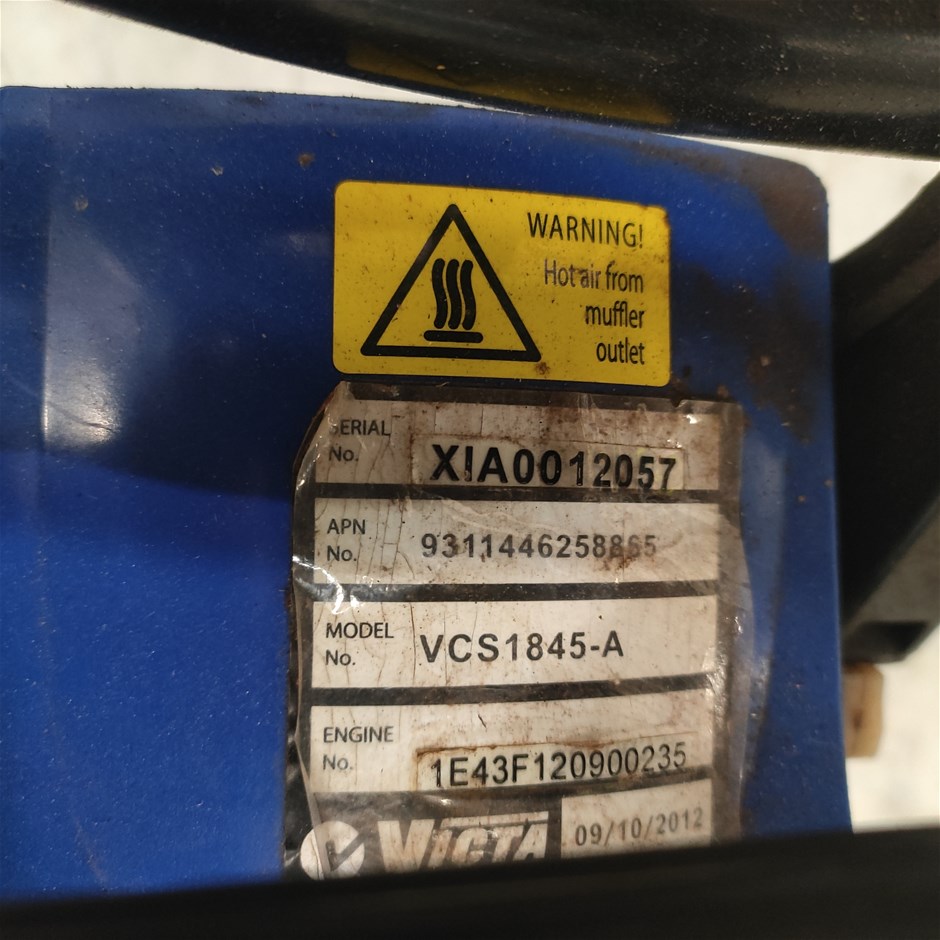 WARNING!
Hot air from
muffler
outlet
SERIAL
No.
XIA0012057
APN
No.
9311446258865
MODEL
No.
VCS1845-A
ENGINE
No.
1E43F120900235
VICTA
09/10/2012